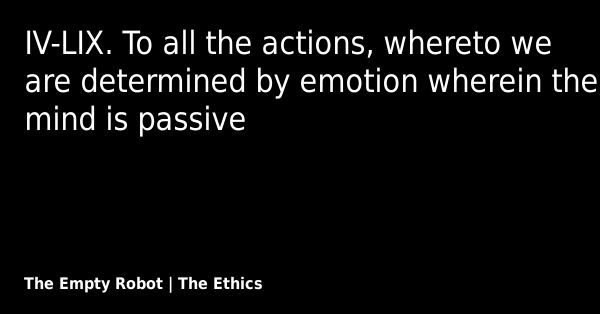 IV-LIX. To all the actions, whereto we
are determined by emotion wherein the
mind is passive
The Empty Robot | The Ethics